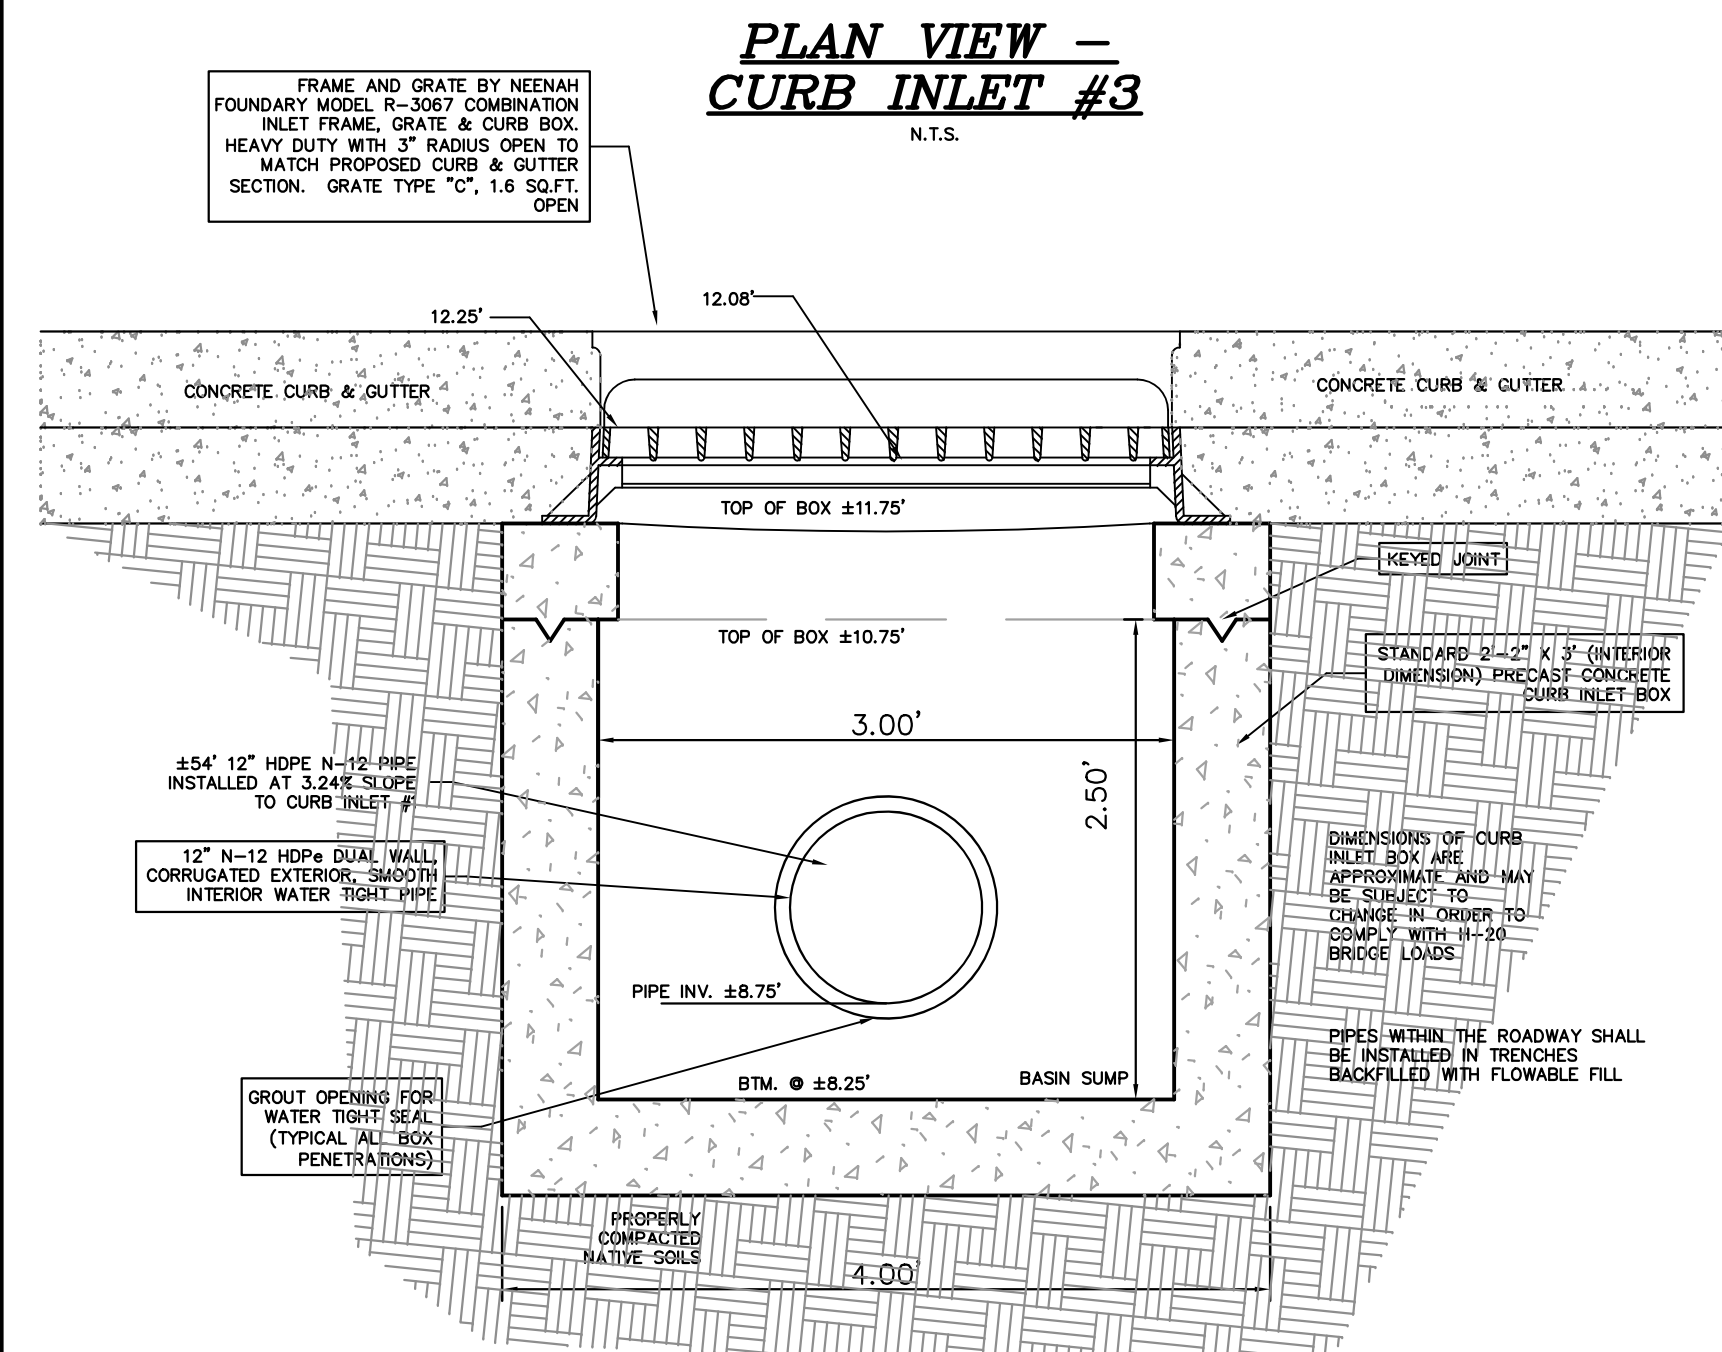 PLAN VIEW –
CURB INLET #3
N.T.S.
FRAME AND GRATE BY NEENAH
FOUNDARY MODEL R–3067 COMBINATION
INLET FRAME, GRATE & CURB BOX.
HEAVY DUTY WITH 3" RADIUS OPEN TO
MATCH PROPOSED CURB & GUTTER
SECTION. GRATE TYPE "C", 1.6 SQ.FT.
OPEN
12.25'
12.08'
CONCRETE CURB & GUTTER
CONCRETE CURB & GUTTER
TOP OF BOX ±11.75'
KEYED JOINT
TOP OF BOX ±10.75'
STANDARD 2'–2" X 3' (INTERIOR
DIMENSION) PRECAST CONCRETE
CURB INLET BOX
3.00'
2.50'
±54' 12" HDPE N–12 PIPE
INSTALLED AT 3.24% SLOPE
TO CURB INLET #1
12" N–12 HDPe DUAL WALL,
CORRUGATED EXTERIOR, SMOOTH
INTERIOR WATER TIGHT PIPE
DIMENSIONS OF CURB
INLET BOX ARE
APPROXIMATE AND MAY
BE SUBJECT TO
CHANGE IN ORDER TO
COMPLY WITH H–20
BRIDGE LOADS
PIPE INV. ±8.75'
PIPES WITHIN THE ROADWAY SHALL
BE INSTALLED IN TRENCHES
BACKFILLED WITH FLOWABLE FILL
BTM. @ ±8.25'
BASIN SUMP
GROUT OPENING FOR
WATER TIGHT SEAL
(TYPICAL ALL BOX
PENETRATIONS)
PROPERLY
COMPACTED
NATIVE SOILS
4.00'